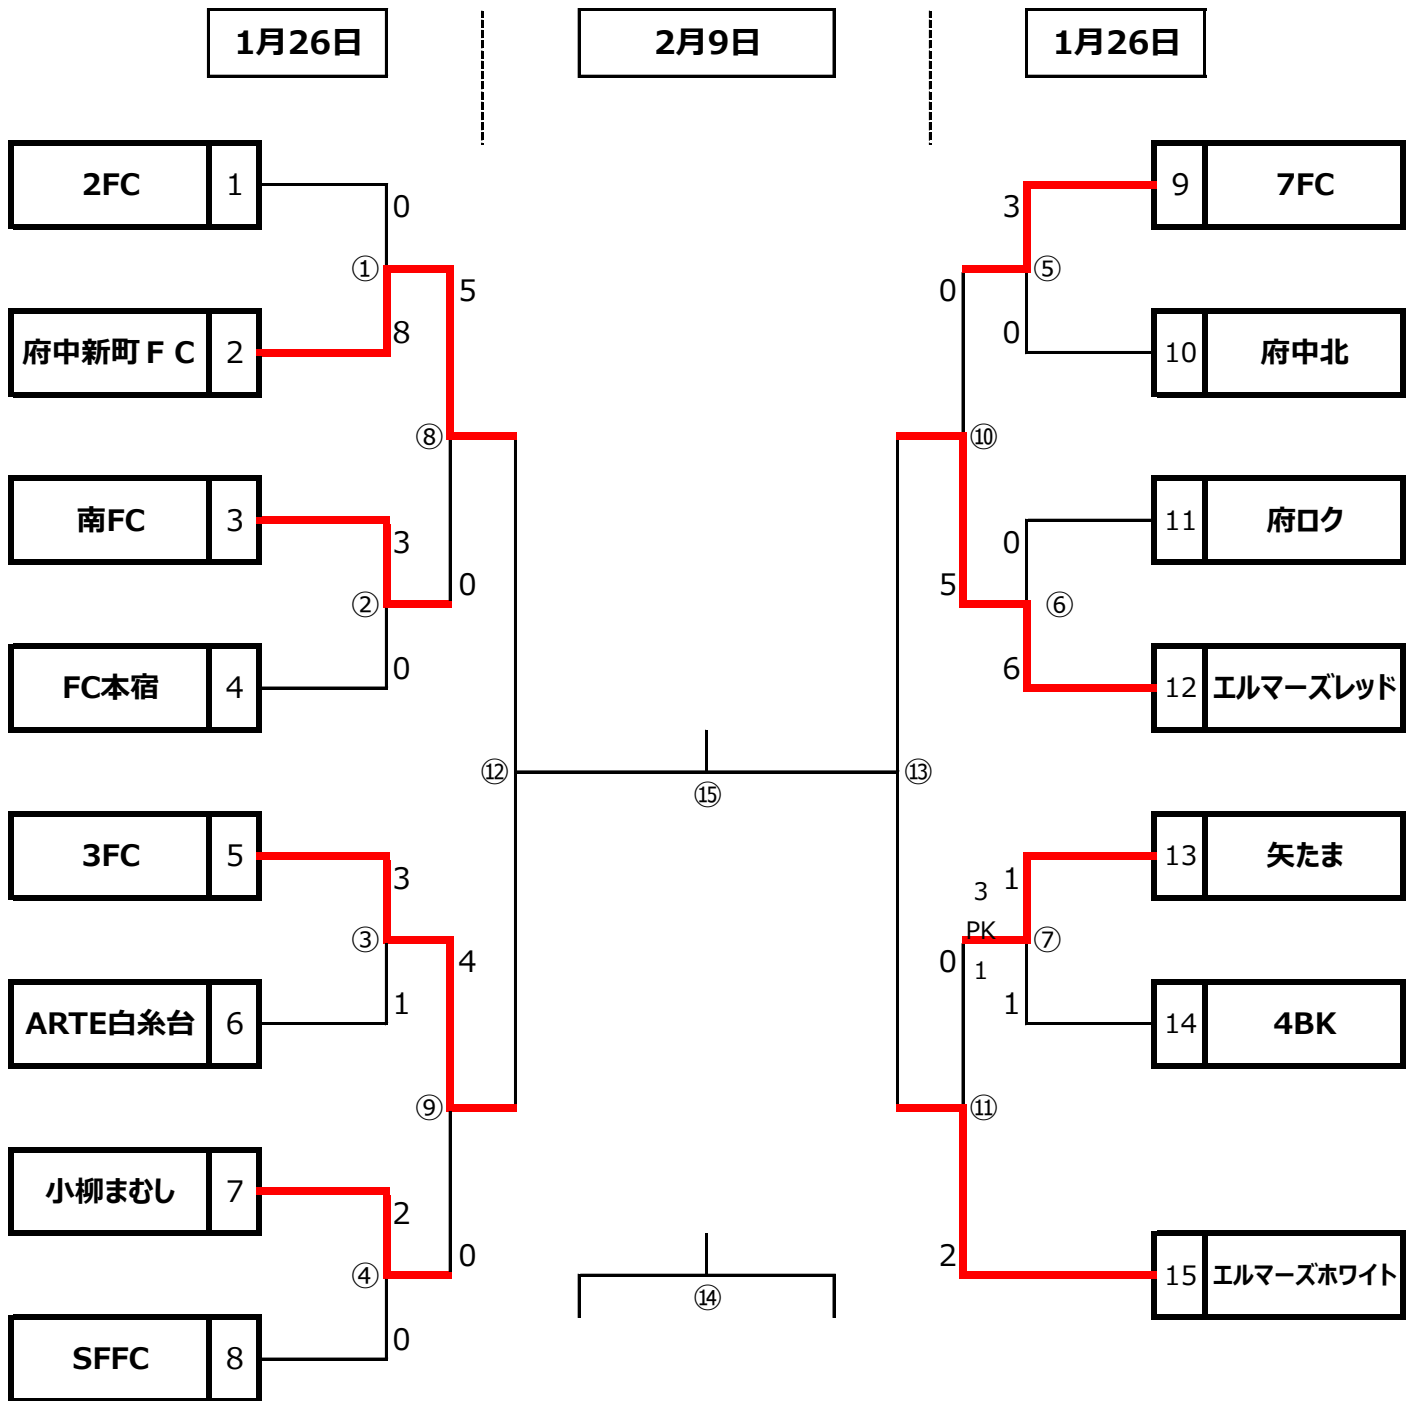 1月26日
2月9日
1月26日
2FC 1
0
①
5
府中新町ＦＣ 2
8
⑧
南FC 3
3
②
0
FC本宿 4
0
⑫
3FC 5
3
③
4
ARTE白糸台 6
1
⑨
小柳まむし 7
2
④
0
SFFC 8
0
⑮
⑭
9 7FC
3
0
⑤
10 府中北
0
⑩
11 府ロク
0
5
⑥
12 エルマーズレッド
6
⑬
13 矢たま
1
3
PK
1
⑦
0
14 4BK
1
⑪
2
15 エルマーズホワイト